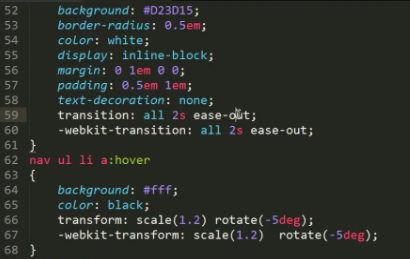 52 background: #D23D15;
53 border-radius: 0.5em;
54 color: white;
55 display: inline-block;
56 margin: 0 1em 0 0;
57 padding: 0.5em 1em;
58 text-decoration: none;
59 transition: all 2s ease-out;
60 -webkit-transition: all 2s ease-out;
61 }
62 nav ul li a:hover
63 {
64 background: #fff;
65 color: black;
66 transform: scale(1.2) rotate(-5deg);
67 -webkit-transform: scale(1.2)  rotate(-5deg);
68 }